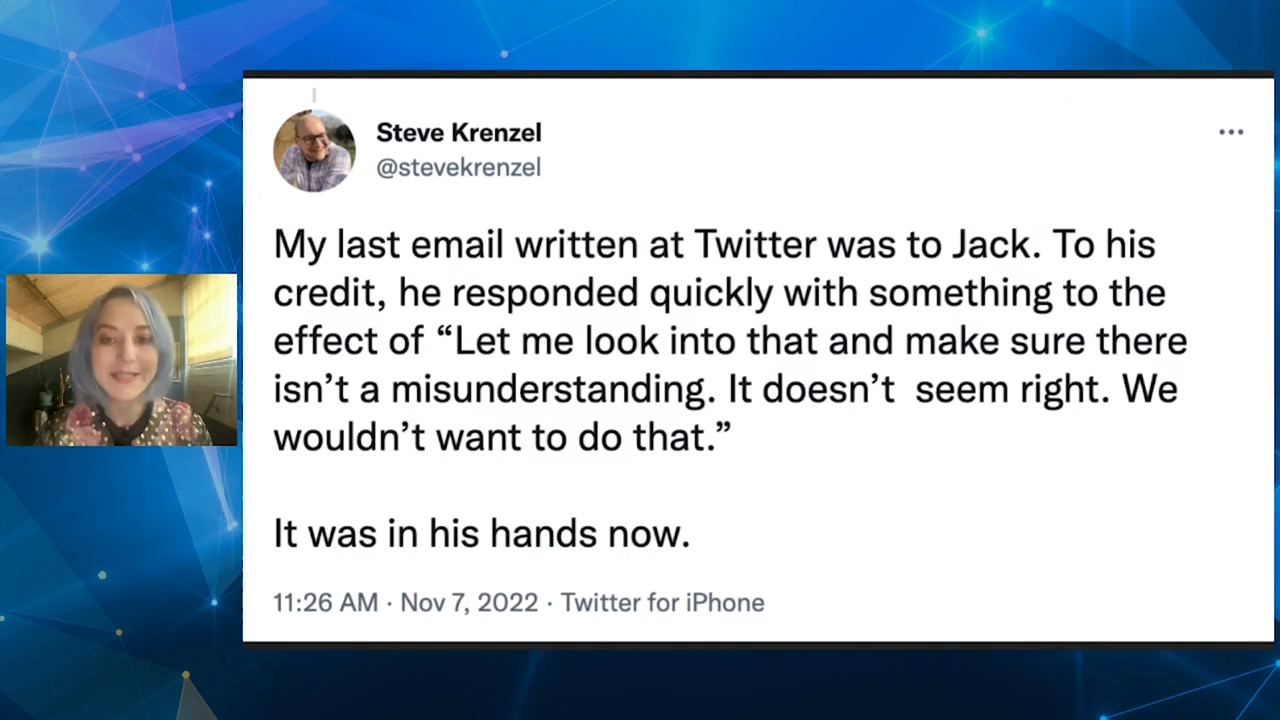 Steve Krenzel
@stevekrenzel
My last email written at Twitter was to Jack. To his
credit, he responded quickly with something to the
effect of “Let me look into that and make sure there
isn’t a misunderstanding. It doesn’t  seem right. We
wouldn’t want to do that.”
It was in his hands now.
11:26 AM · Nov 7, 2022 · Twitter for iPhone